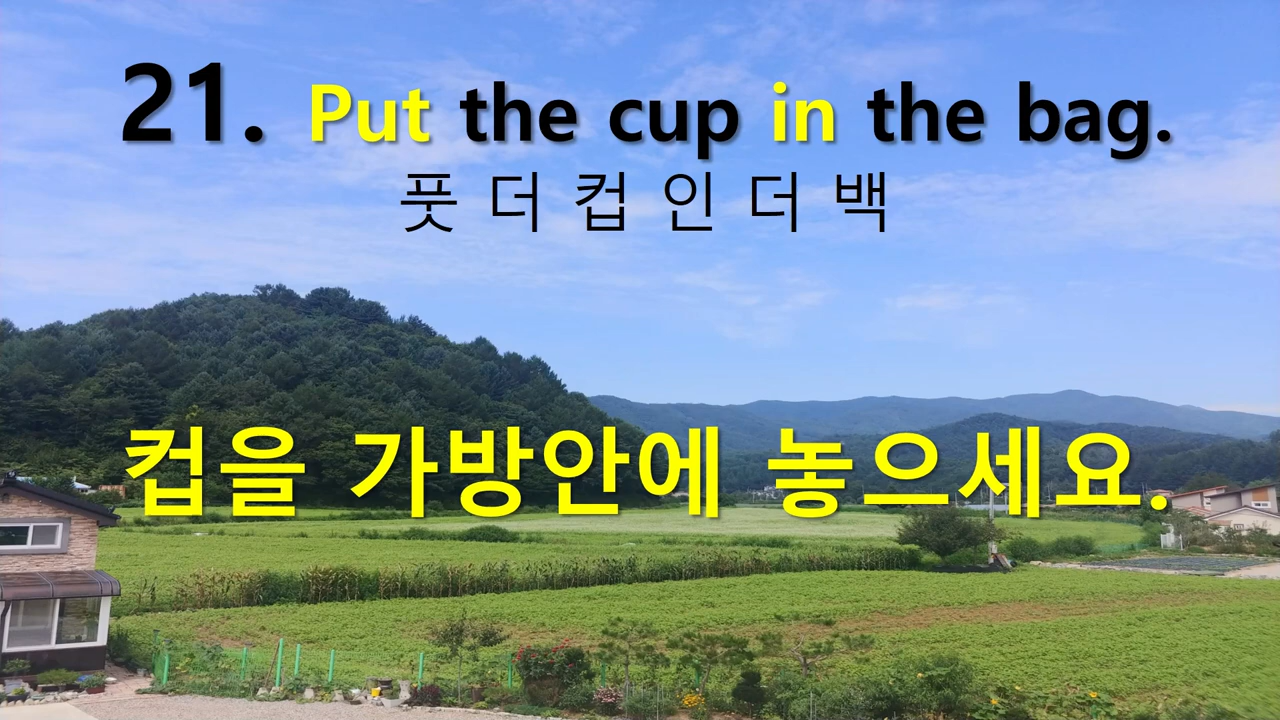 21. Put the cup in the bag.
풋 더 컵 인 더 백
컵을 가방안에 놓으세요.